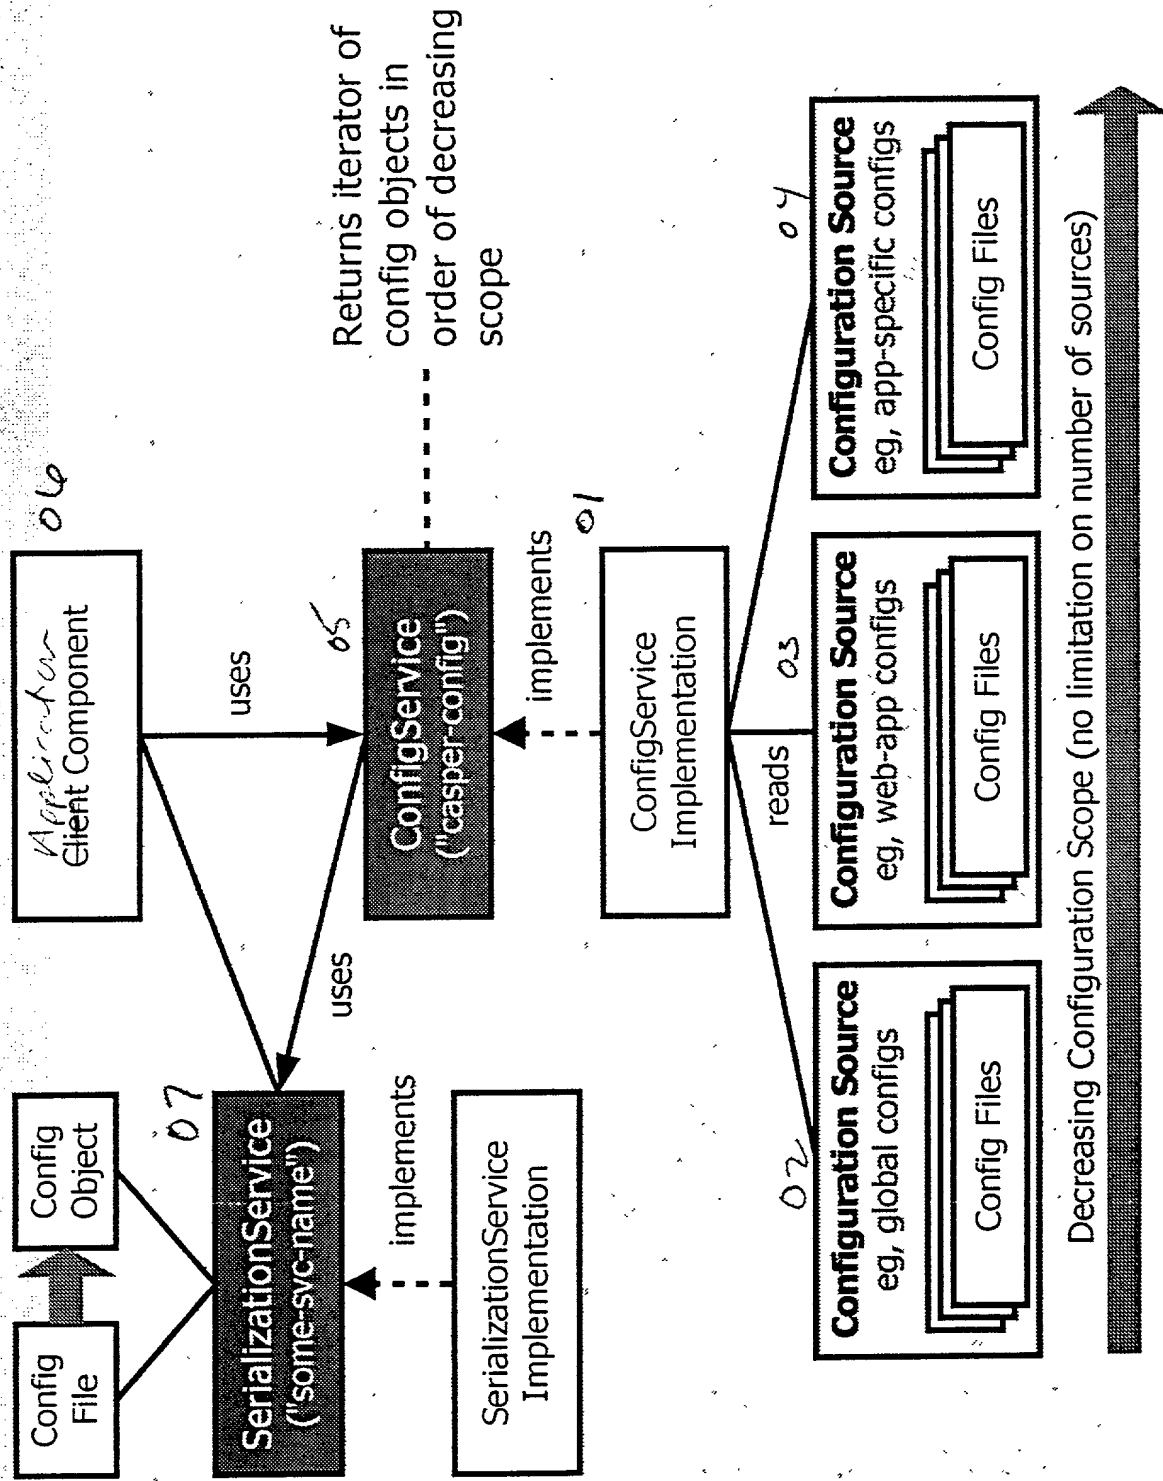 Config
File
Config
Object
07
SerializationService
("some-svc-name")
implements
SerializationService
Implementation
Application
Client Component
06
uses
uses
05
ConfigService
("casper-config")
Returns iterator of
config objects in
order of decreasing
scope
implements
01
ConfigService
Implementation
reads
02
Configuration Source
eg, global configs
Config Files
03
Configuration Source
eg, web-app configs
Config Files
04
Configuration Source
eg, app-specific configs
Config Files
Decreasing Configuration Scope (no limitation on number of sources)